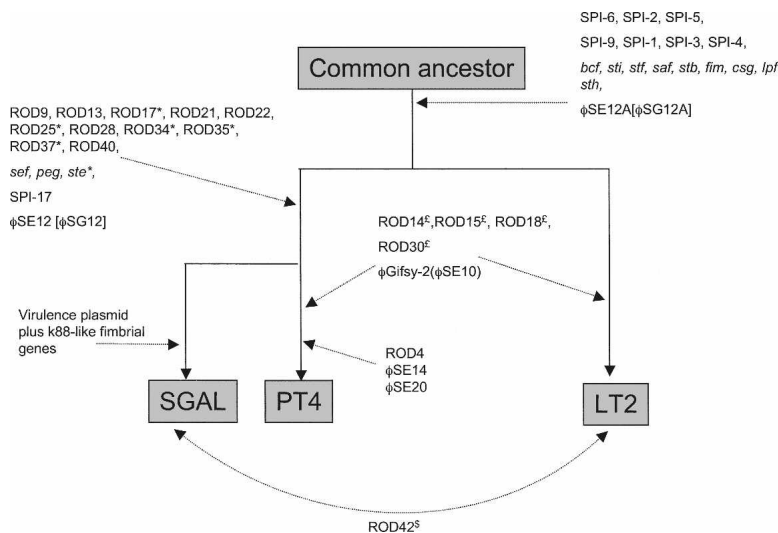 SPI-6, SPI-2, SPI-5,
SPI-9, SPI-1, SPI-3, SPI-4,
bcf, sti, stf, saf, stb, fim, csg, lpf
sth,
ϕSE12A[ϕSG12A]
Common ancestor
ROD9, ROD13, ROD17*, ROD21, ROD22,
ROD25*, ROD28, ROD34*, ROD35*,
ROD37*, ROD40,
sef, peg, ste*,
SPI-17
ϕSE12 [ϕSG12]
ROD14£,ROD15£, ROD18£,
ROD30£
ϕGifsy-2(ϕSE10)
Virulence plasmid
plus k88-like fimbrial
genes
ROD4
ϕSE14
ϕSE20
SGAL
PT4
LT2
ROD42$